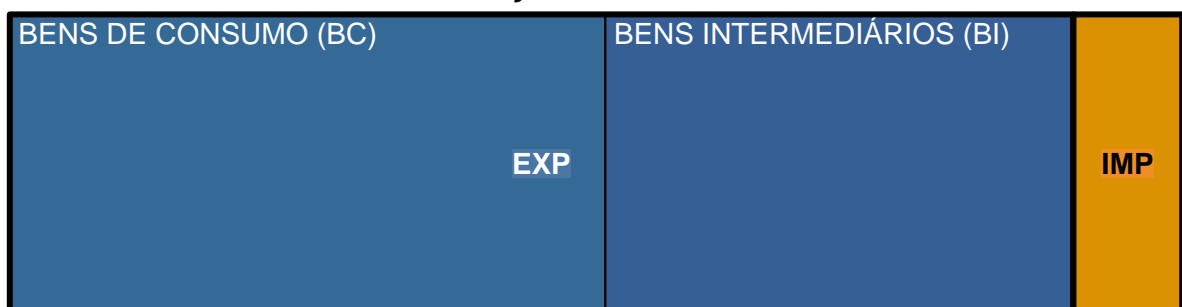 BENS DE CONSUMO (BC)
BENS INTERMEDIÁRIOS (BI)
EXP
IMP